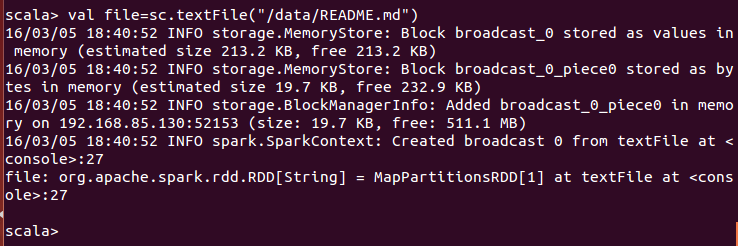 scala> val file=sc.textFile("/data/README.md")
16/03/05 18:40:52 INFO storage.MemoryStore: Block broadcast_0 stored as values in
 memory (estimated size 213.2 KB, free 213.2 KB)
16/03/05 18:40:52 INFO storage.MemoryStore: Block broadcast_0_piece0 stored as by
tes in memory (estimated size 19.7 KB, free 232.9 KB)
16/03/05 18:40:52 INFO storage.BlockManagerInfo: Added broadcast_0_piece0 in memo
ry on 192.168.85.130:52153 (size: 19.7 KB, free: 511.1 MB)
16/03/05 18:40:52 INFO spark.SparkContext: Created broadcast 0 from textFile at <
console>:27
file: org.apache.spark.rdd.RDD[String] = MapPartitionsRDD[1] at textFile at <cons
ole>:27
scala>